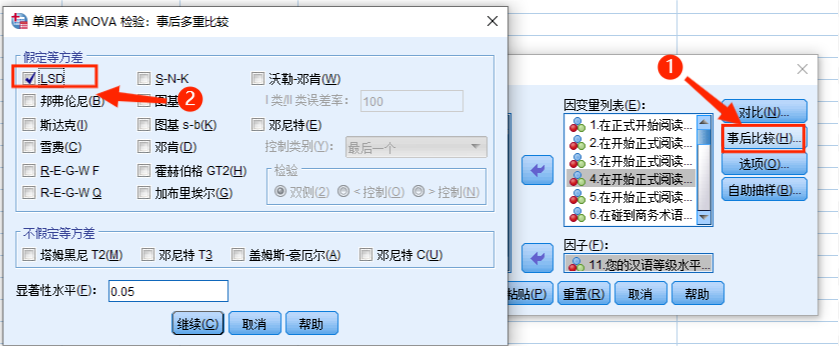 单因素 ANOVA 检验：事后多重比较
假定等方差
LSD
S-N-K
沃勒-邓肯(W)
邦弗伦尼(B)
图基
I 类/II 类误差率：
100
斯达克(I)
图基 s-b(K)
邓尼特(E)
雪费(C)
邓肯(D)
控制类别(Y)：
最后一个
R-E-G-W F
霍赫伯格 GT2(H)
检验
R-E-G-W Q
加布里埃尔(G)
双侧(2)
< 控制(O)
> 控制(N)
不假定等方差
塔姆黑尼 T2(M)
邓尼特 T3
盖姆斯-豪厄尔(A)
邓尼特 C(U)
显著性水平(F)：
0.05
继续(C)
取消
帮助
2
1
因变量列表(E)：
1.在正式开始阅读...
2.在开始正式阅读...
3.在开始正式阅读...
4.在开始正式阅读...
5.在开始正式阅读...
6.在碰到商务术语...
因子(F)：
11.您的汉语等级水平...
对比(N)...
事后比较(H)...
选项(O)...
自助抽样(B)...
粘贴(P)
重置(R)
取消
帮助